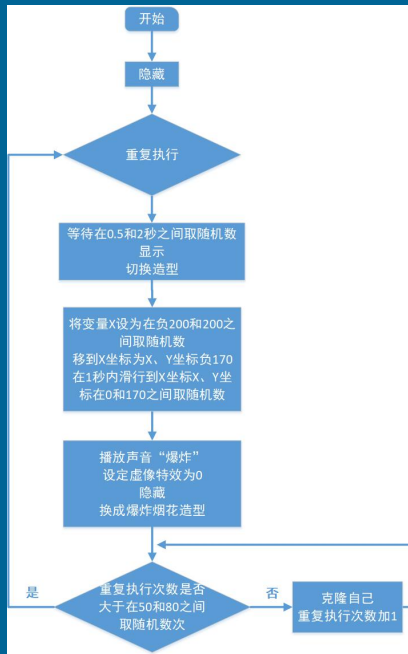 开始
隐藏
重复执行
等待在0.5和2秒之间取随机数
显示
切换造型
将变量X设为在负200和200之
间取随机数
移到X坐标为X、Y坐标负170
在1秒内滑行到X坐标X、Y坐
标在0和170之间取随机数
播放声音“爆炸”
设定虚像特效为0
隐藏
换成爆炸烟花造型
是
重复执行次数是否
大于在50和80之间
取随机数次
否
克隆自己
重复执行次数加1